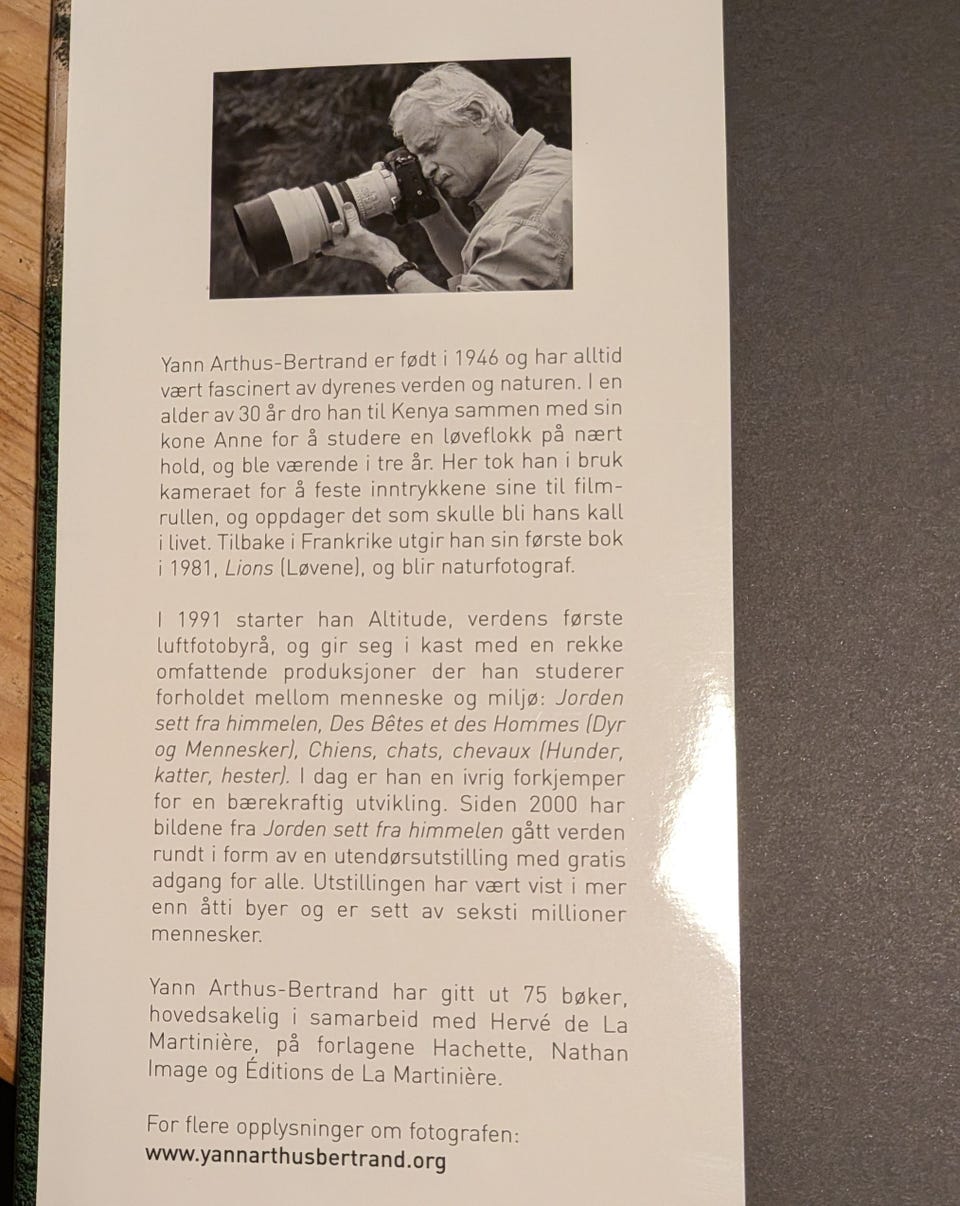 Yann Arthus-Bertrand er født i 1946 og har alltid
vært fascinert av dyrenes verden og naturen. I en
alder av 30 år dro han til Kenya sammen med sin
kone Anne for å studere en løveflokk på nært
hold, og ble værende i tre år. Her tok han i bruk
kameraet for å feste inntrykkene sine til film-
rullen, og oppdager det som skulle bli hans kall
i livet. Tilbake i Frankrike utgir han sin første bok
i 1981, Lions (Løvene), og blir naturfotograf.
I 1991 starter han Altitude, verdens første
luftfotobyrå, og gir seg i kast med en rekke
omfattende produksjoner der han studerer
forholdet mellom menneske og miljø: Jorden
sett fra himmelen, Des Bêtes et des Hommes (Dyr
og Mennesker), Chiens, chats, chevaux (Hunder,
katter, hester). I dag er han en ivrig forkjemper
for en bærekraftig utvikling. Siden 2000 har
bildene fra Jorden sett fra himmelen gått verden
rundt i form av en utendørsutstilling med gratis
adgang for alle. Utstillingen har vært vist i mer
enn åtti byer og er sett av seksti millioner
mennesker.
Yann Arthus-Bertrand har gitt ut 75 bøker,
hovedsakelig i samarbeid med Hervé de La
Martinière, på forlagene Hachette, Nathan
Image og Éditions de La Martinière.
For flere opplysninger om fotografen:
www.yannarthusbertrand.org